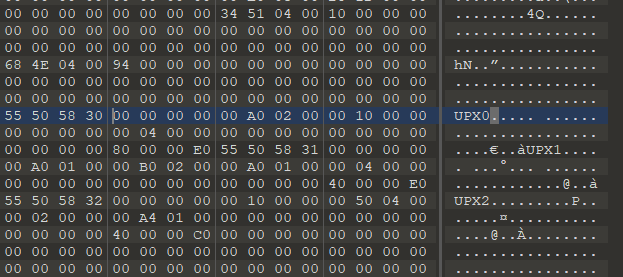 00 00 00 00 00 00 00 00 34 51 04 00 10 00 00 00 ........4Q......
00 00 00 00 00 00 00 00 00 00 00 00 00 00 00 00 ................
00 00 00 00 00 00 00 00 00 00 00 00 00 00 00 00 ................
68 4E 04 00 94 00 00 00 00 00 00 00 00 00 00 00 hN..”...........
00 00 00 00 00 00 00 00 00 00 00 00 00 00 00 00 ................
00 00 00 00 00 00 00 00 00 00 00 00 00 00 00 00 ................
55 50 58 30 00 00 00 00 00 A0 02 00 00 10 00 00 UPX0..... ......
00 00 00 00 00 04 00 00 00 00 00 00 00 00 00 00 ................
00 00 00 00 80 00 00 E0 55 50 58 31 00 00 00 00 ....€..àUPX1....
00 A0 01 00 00 B0 02 00 00 A0 01 00 00 04 00 00 . ...°... ......
00 00 00 00 00 00 00 00 00 00 00 00 40 00 00 E0 ............@..à
55 50 58 32 00 00 00 00 00 10 00 00 00 50 04 00 UPX2.........P..
00 02 00 00 00 A4 01 00 00 00 00 00 00 00 00 00 .....¤..........
00 00 00 00 40 00 00 C0 00 00 00 00 00 00 00 00 ....@..À........
00 00 00 00 00 00 00 00 00 00 00 00 00 00 00 00 ................
00 00 00 00 00 00 00 00 00 00 00 00 00 00 00 00 ................